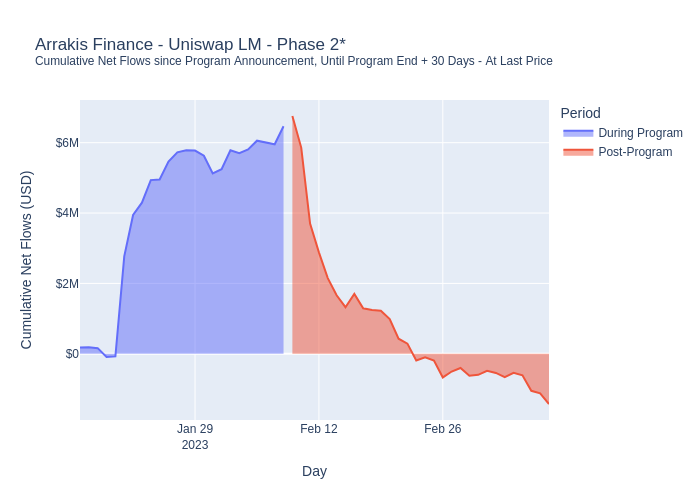 Arrakis Finance - Uniswap LM - Phase 2*
Cumulative Net Flows since Program Announcement, Until Program End + 30 Days - At Last Price
Period
During Program
Post-Program
Cumulative Net Flows (USD)
$6M
$4M
$2M
$0
Jan 29
2023
Feb 12
Feb 26
Day